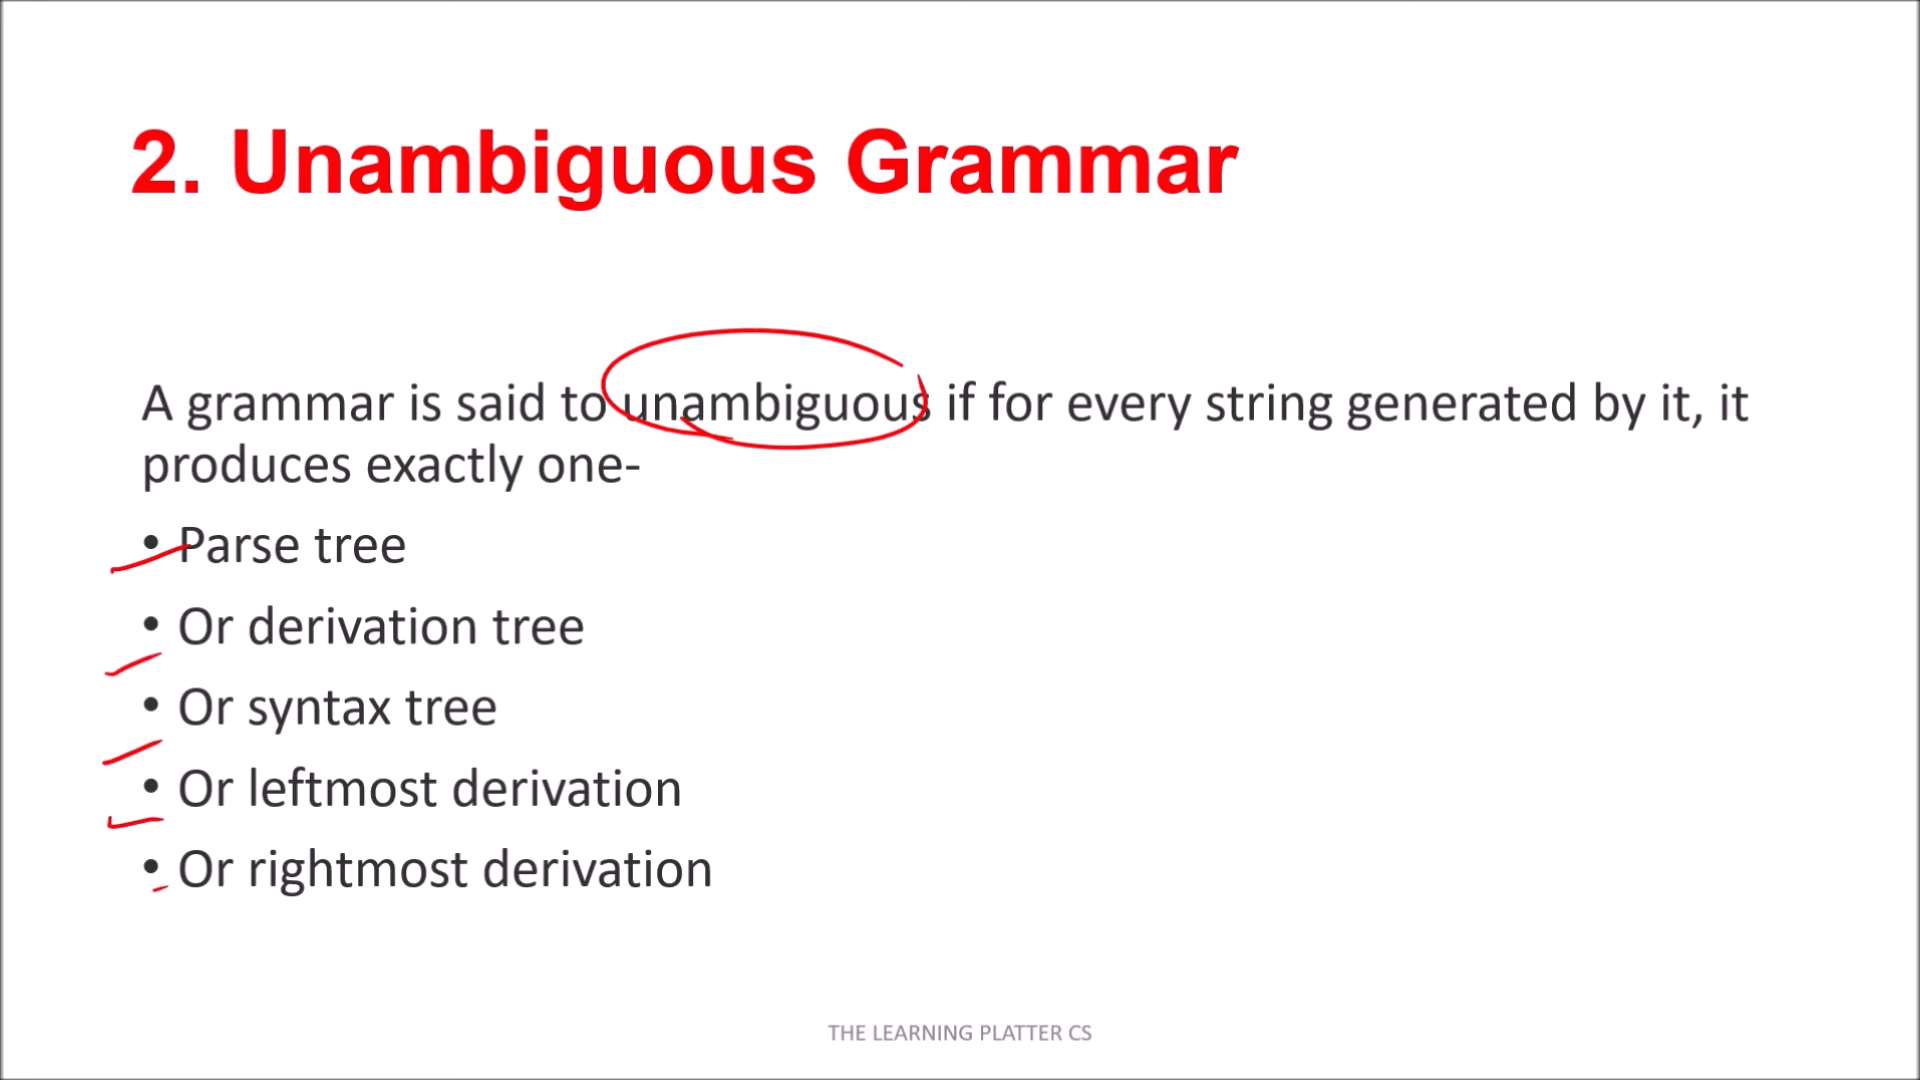 2. Unambiguous Grammar
A grammar is said to unambiguous if for every string generated by it, it
produces exactly one-
• Parse tree
• Or derivation tree
• Or syntax tree
• Or leftmost derivation
• Or rightmost derivation
THE LEARNING PLATTER CS